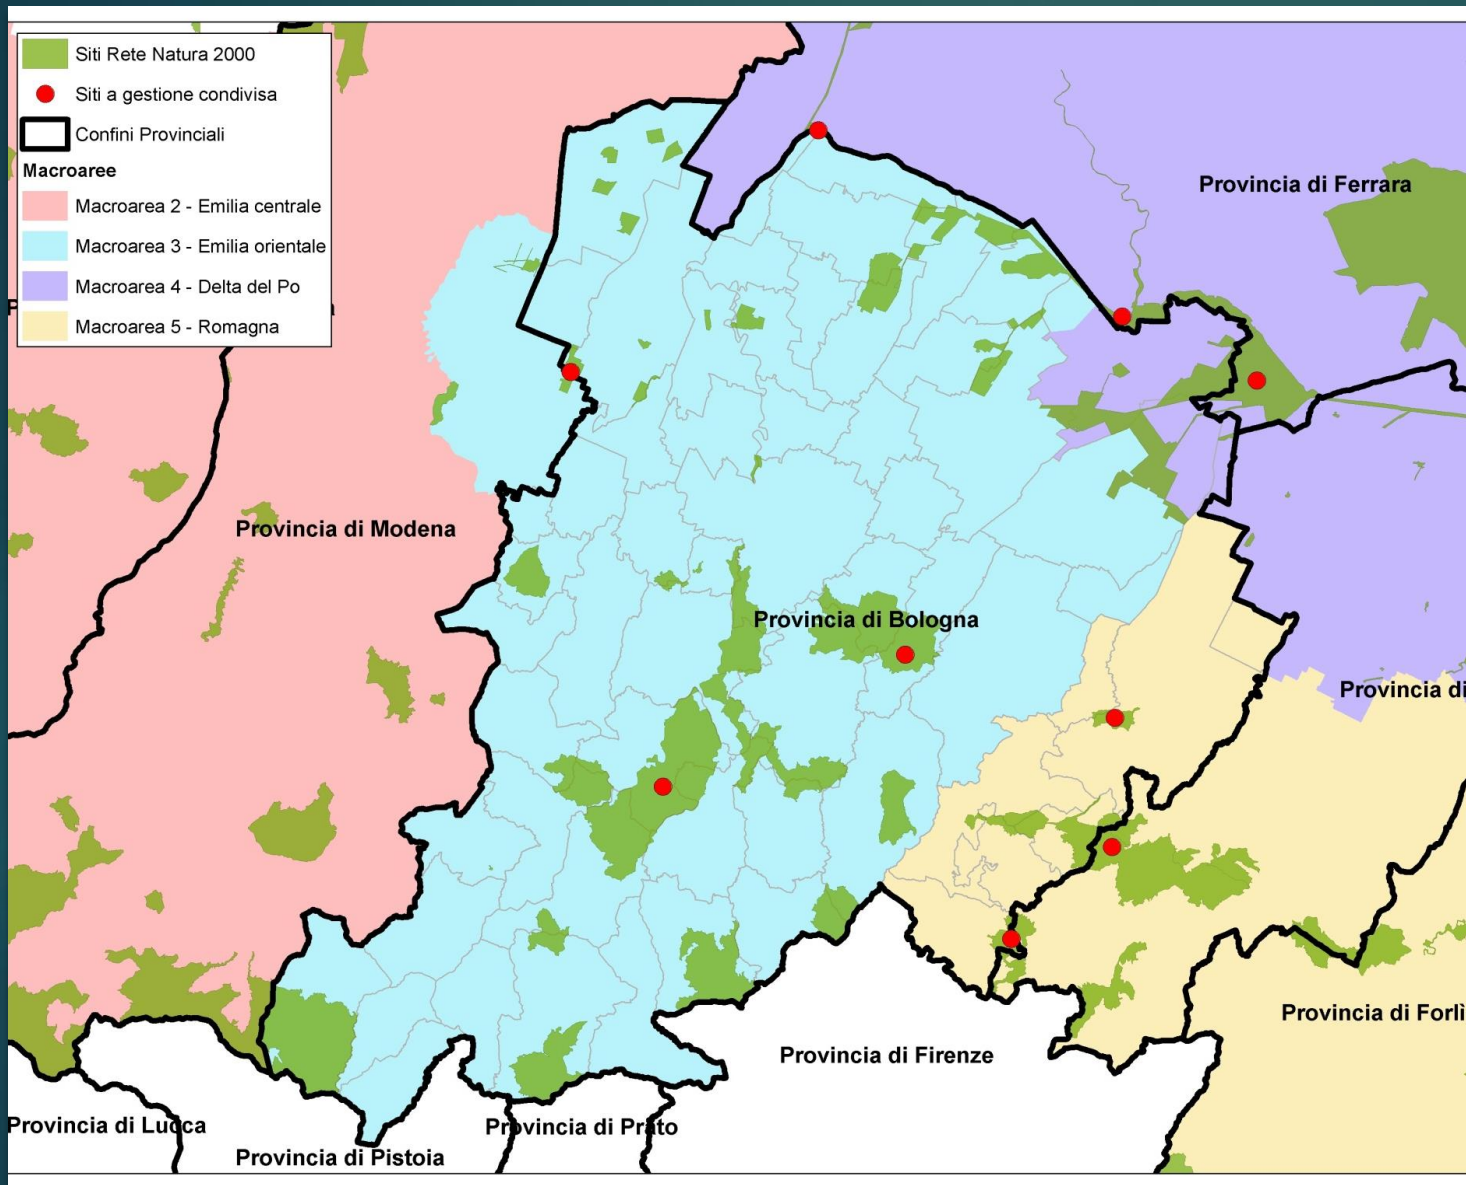 Siti Rete Natura 2000
Siti a gestione condivisa
Confini Provinciali
Macroaree
Macroarea 2 - Emilia centrale
Macroarea 3 - Emilia orientale
Macroarea 4 - Delta del Po
Macroarea 5 - Romagna
Provincia di Ferrara
Provincia di Modena
Provincia di Bologna
Provincia di
Provincia di Forlì
Provincia di Firenze
Provincia di Lucca
Provincia di Prato
Provincia di Pistoia